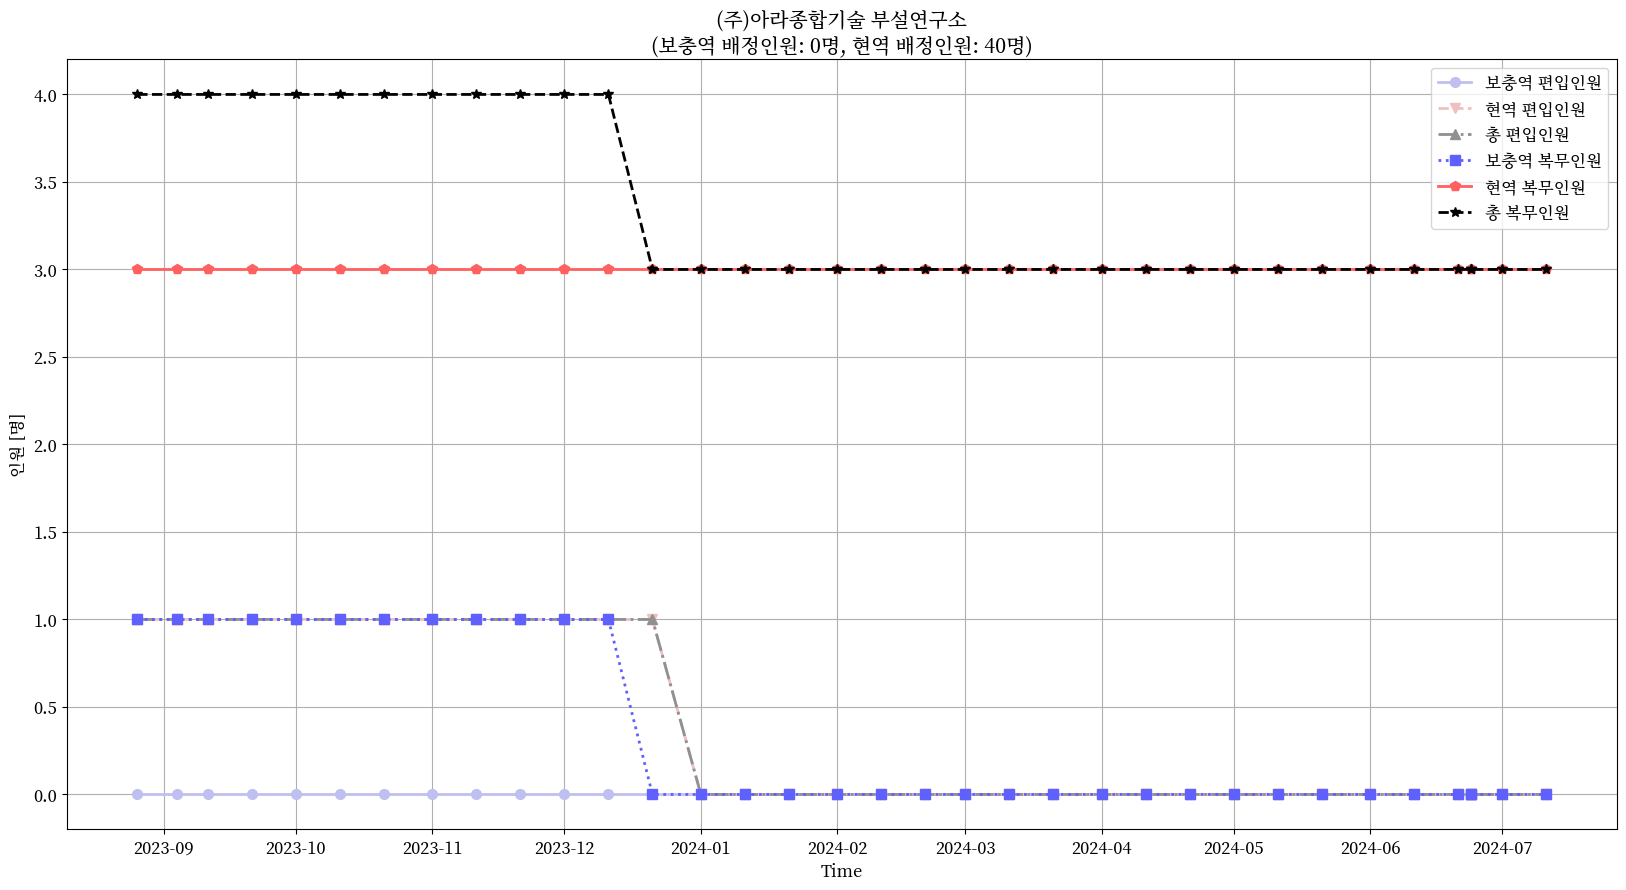 (주)아라종합기술 부설연구소
(보충역 배정인원: 0명, 현역 배정인원: 40명)
보충역 편입인원
현역 편입인원
총 편입인원
보충역 복무인원
현역 복무인원
총 복무인원
인원 [명]
4.0
3.5
3.0
2.5
2.0
1.5
1.0
0.5
0.0
2023-09 2023-10 2023-11 2023-12 2024-01 2024-02 2024-03 2024-04 2024-05 2024-06 2024-07
Time